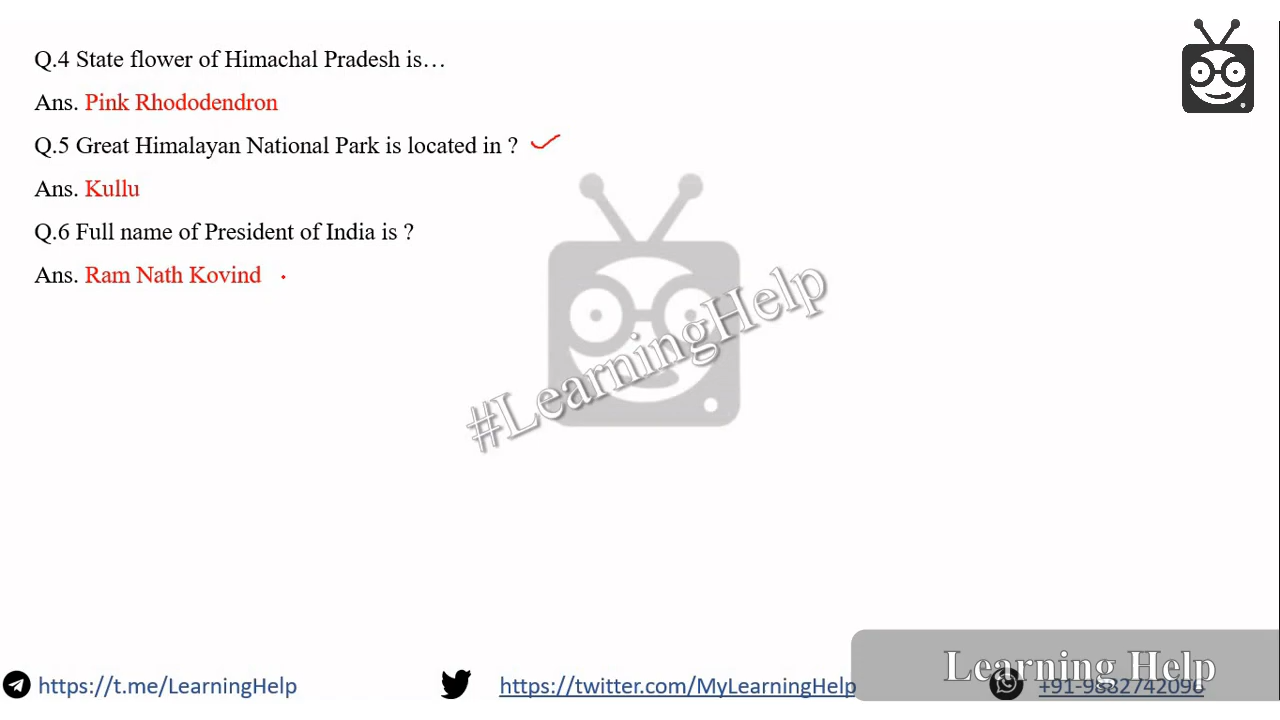 Q.4 State flower of Himachal Pradesh is…
Ans. Pink Rhododendron
Q.5 Great Himalayan National Park is located in ?
Ans. Kullu
Q.6 Full name of President of India is ?
Ans. Ram Nath Kovind
#LearningHelp
Learning Help
https://t.me/LearningHelp
https://twitter.com/MyLearningHelp
+91-9882742096